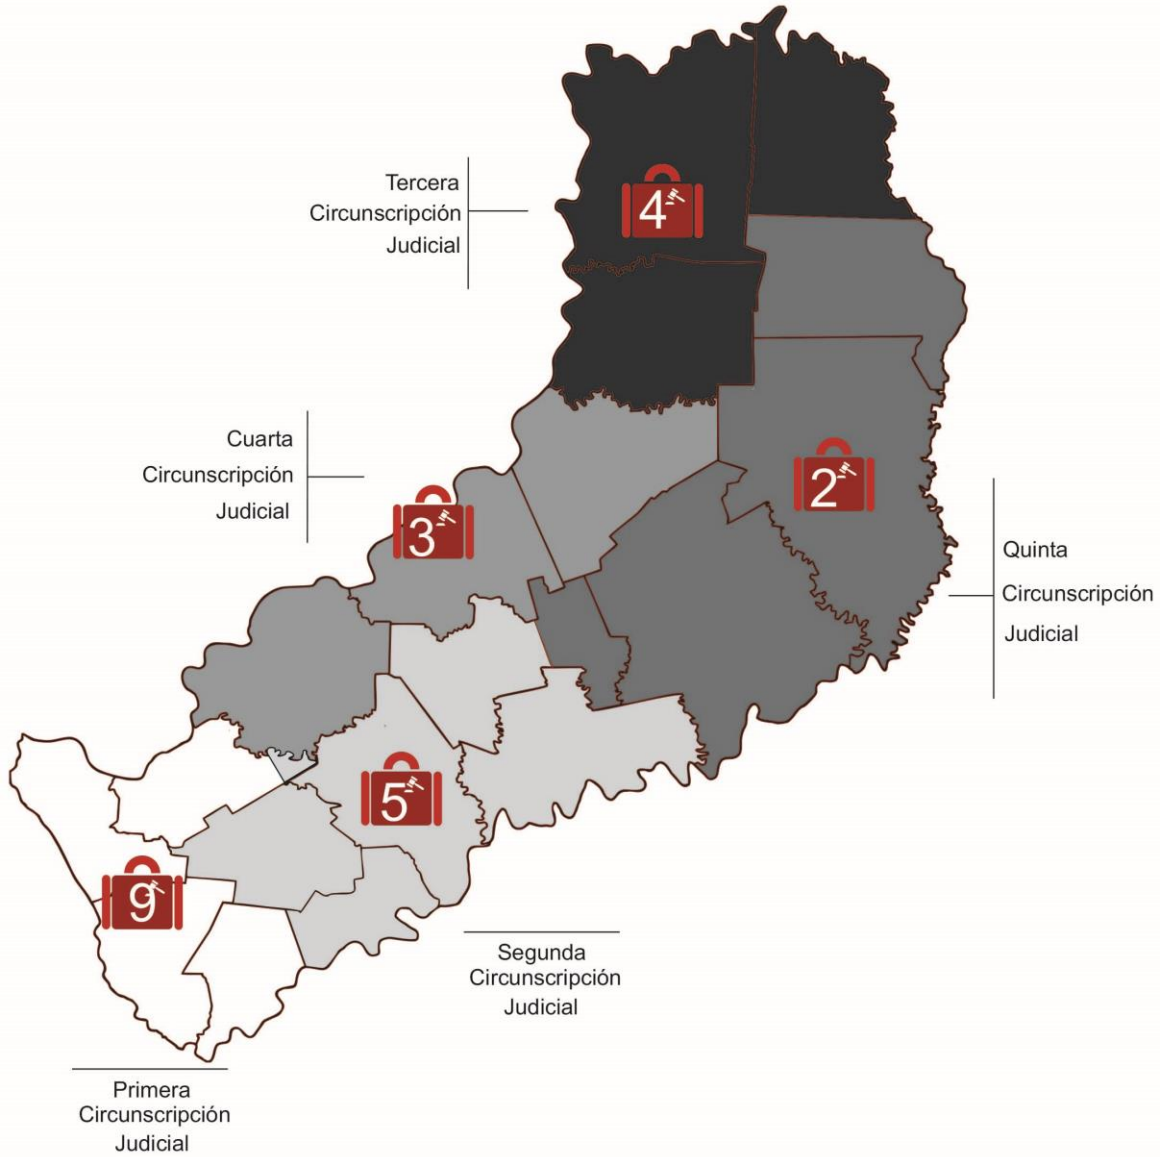 Tercera
Circunscripción
Judicial
4
Cuarta
Circunscripción
Judicial
3
2
Quinta
Circunscripción
Judicial
5
9
Segunda
Circunscripción
Judicial
Primera
Circunscripción
Judicial